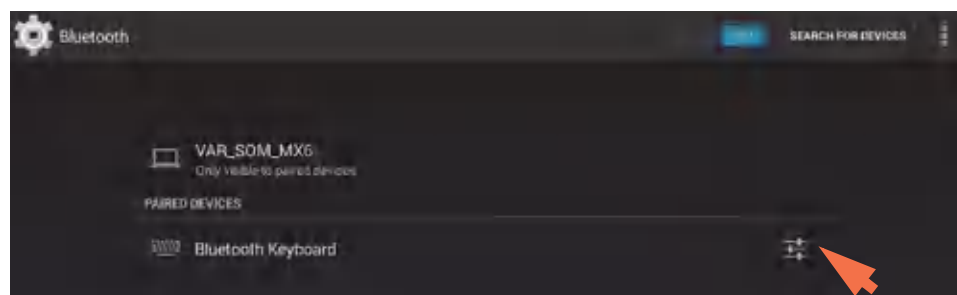 Bluetooth
SEARCH FOR DEVICES
VAR_SOM_MX6
Only visible to paired devices
PAIRED DEVICES
Bluetooth Keyboard